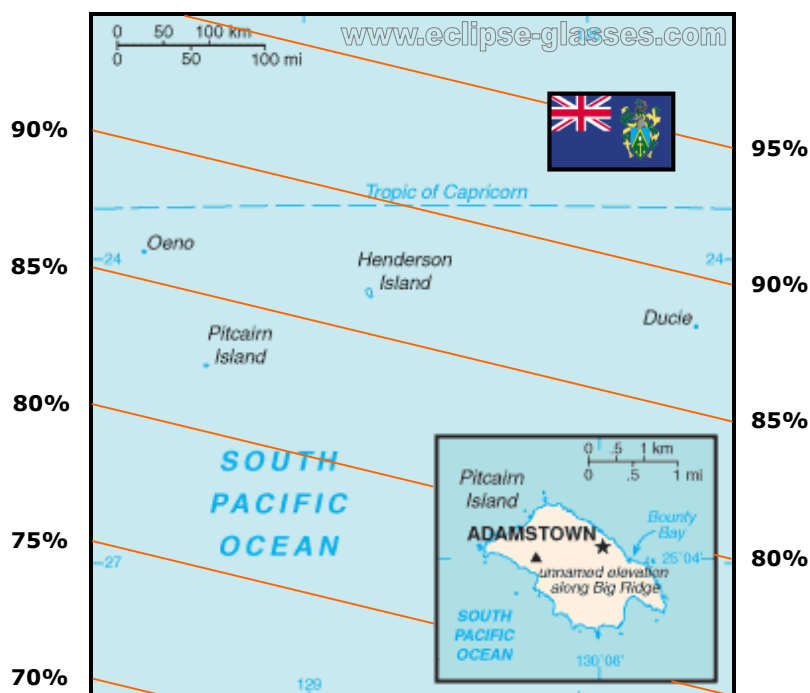 0 50 100 km
0 50 100 mi
www.eclipse-glasses.com
90%
95%
Tropic of Capricorn
Oeno
24
24
Henderson
Island
85%
90%
Ducie
Pitcairn
Island
80%
85%
SOUTH
PACIFIC
OCEAN
0 .5 1 km
0 .5 1 mi
Pitcairn
Island
Bounty
Bay
ADAMSTOWN
75%
27
25°04'
80%
unnamed elevation
along Big Ridge
SOUTH
PACIFIC
OCEAN
130°06'
70%
129